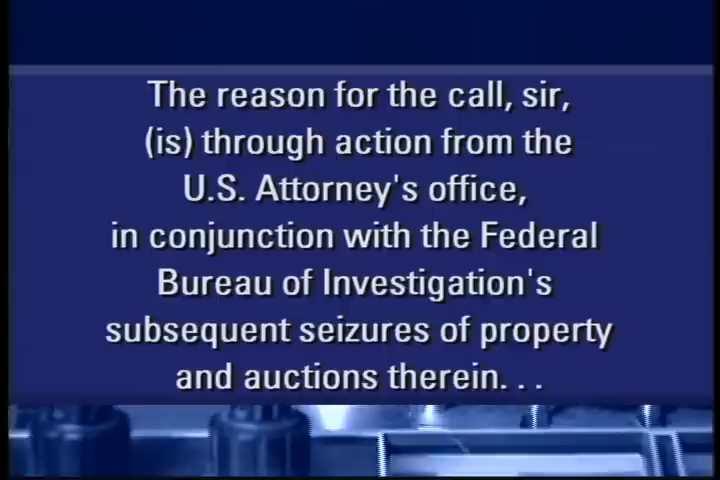 The reason for the call, sir,
(is) through action from the
U.S. Attorney's office,
in conjunction with the Federal
Bureau of Investigation's
subsequent seizures of property
and auctions therein. . .